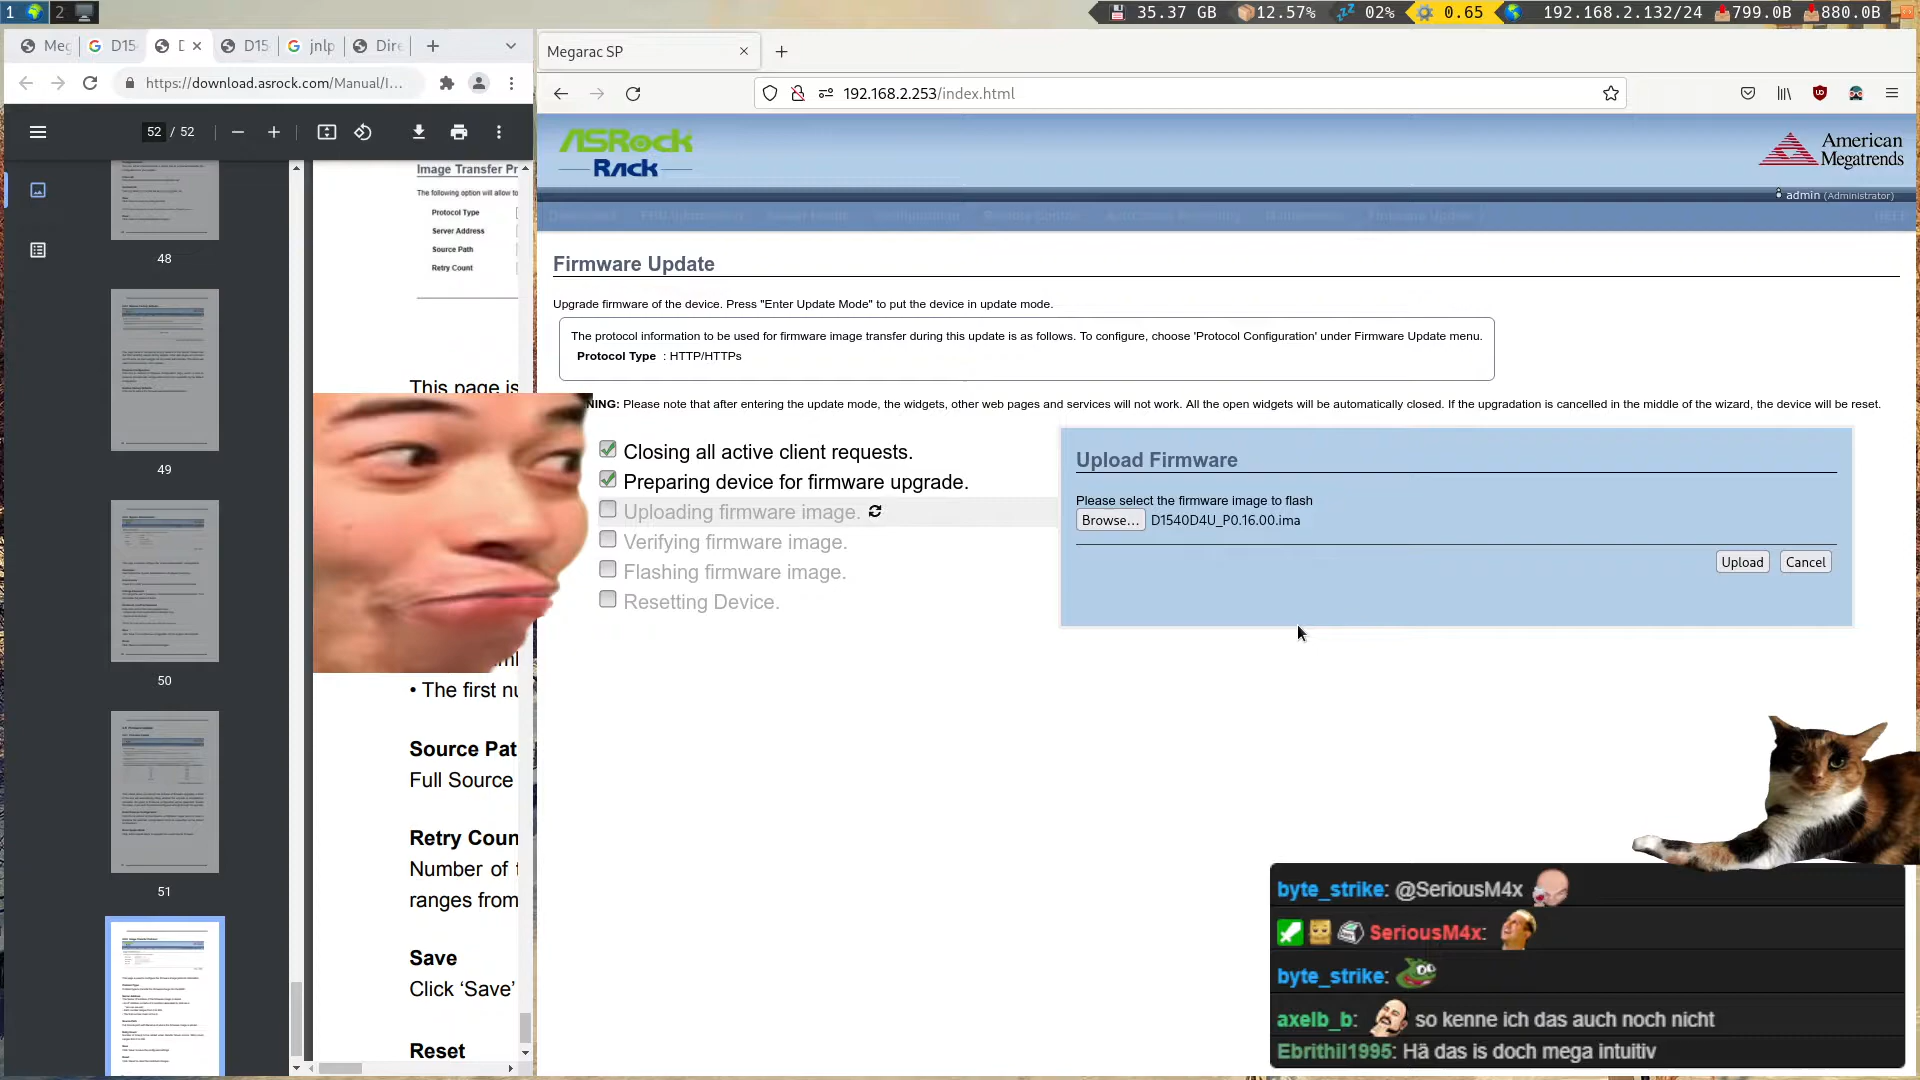 1 2 35.37 GB 12.57% 02% 0.65 192.168.2.132/24 799.0B 880.0B
Meg D15 D D15 jnlp Dire
https://download.asrock.com/Manual/I...
52 / 52
48
49
50
51
Image Transfer Pr
The following option will allow to
Protocol Type
Server Address
Source Path
Retry Count
This page is
• The first nu
Source Pat
Full Source
Retry Coun
Number of
ranges from
Save
Click ‘Save’
Reset
Megarac SP
192.168.2.253/index.html
ASRock
Rack
American
Megatrends
admin (Administrator)
HELP
Firmware Update
Upgrade firmware of the device. Press "Enter Update Mode" to put the device in update mode.
The protocol information to be used for firmware image transfer during this update is as follows. To configure, choose 'Protocol Configuration' under Firmware Update menu.
Protocol Type : HTTP/HTTPs
NING: Please note that after entering the update mode, the widgets, other web pages and services will not work. All the open widgets will be automatically closed. If the upgradation is cancelled in the middle of the wizard, the device will be reset.
Closing all active client requests.
Preparing device for firmware upgrade.
Uploading firmware image.
Verifying firmware image.
Flashing firmware image.
Resetting Device.
Upload Firmware
Please select the firmware image to flash
Browse... D1540D4U_P0.16.00.ima
Upload Cancel
byte_strike: @SeriousM4x
SeriousM4x:
byte_strike:
axelb_b: so kenne ich das auch noch nicht
Ebrithil1995: Hä das is doch mega intuitiv